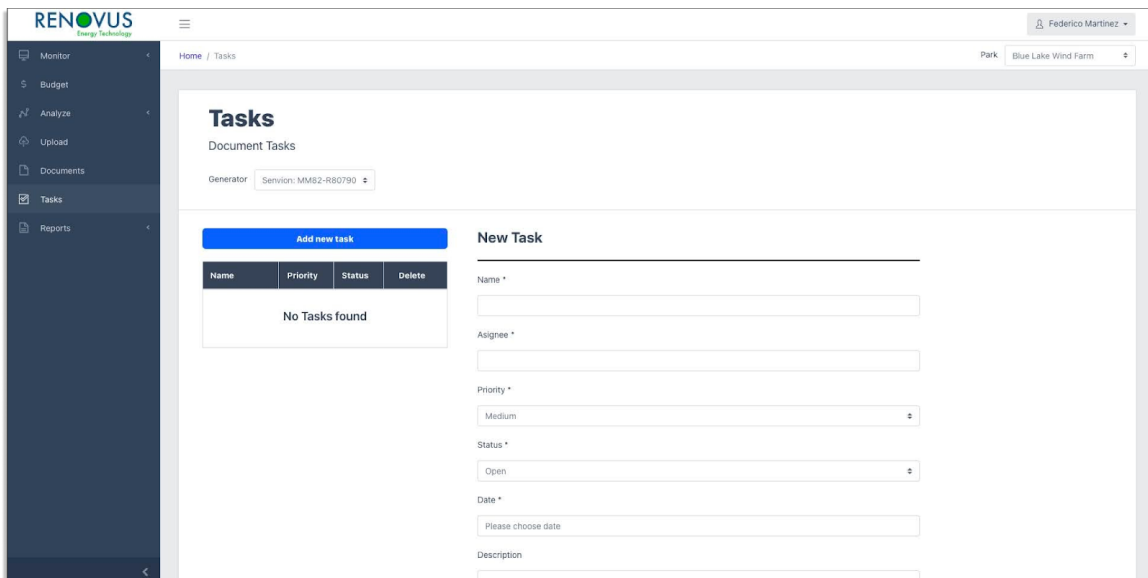 RENOVUS
Energy Technology
Federico Martinez
Monitor
Home / Tasks
Park Blue Lake Wind Farm
Budget
Analyze
Upload
Documents
Tasks
Reports
Tasks
Document Tasks
Generator Senvion: MM82-R80790
Add new task
Name Priority Status Delete
No Tasks found
New Task
Name *
Asignee *
Priority *
Medium
Status *
Open
Date *
Please choose date
Description